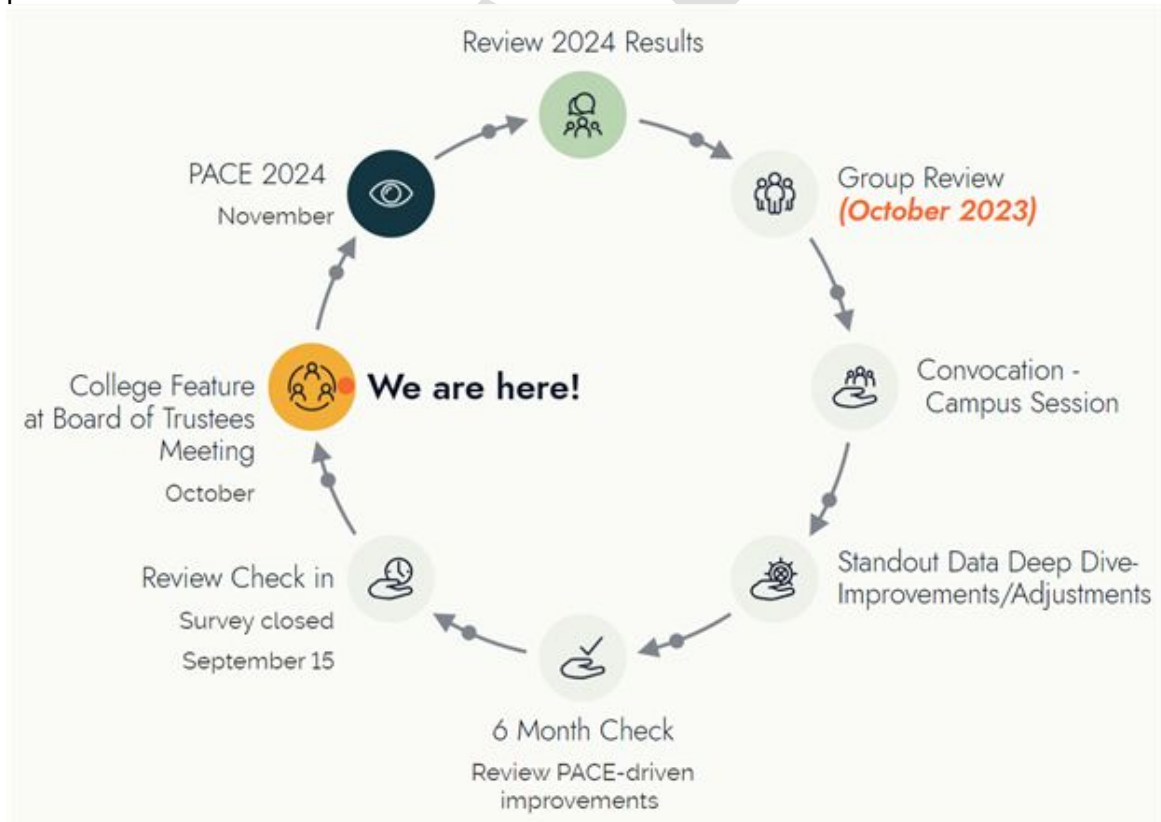 Review 2024 Results
Group Review
(October 2023)
Convocation -
Campus Session
Standout Data Deep Dive-
Improvements/Adjustments
6 Month Check
Review PACE-driven
improvements
Review Check in
Survey closed
September 15
College Feature
at Board of Trustees
Meeting
October
We are here!
PACE 2024
November